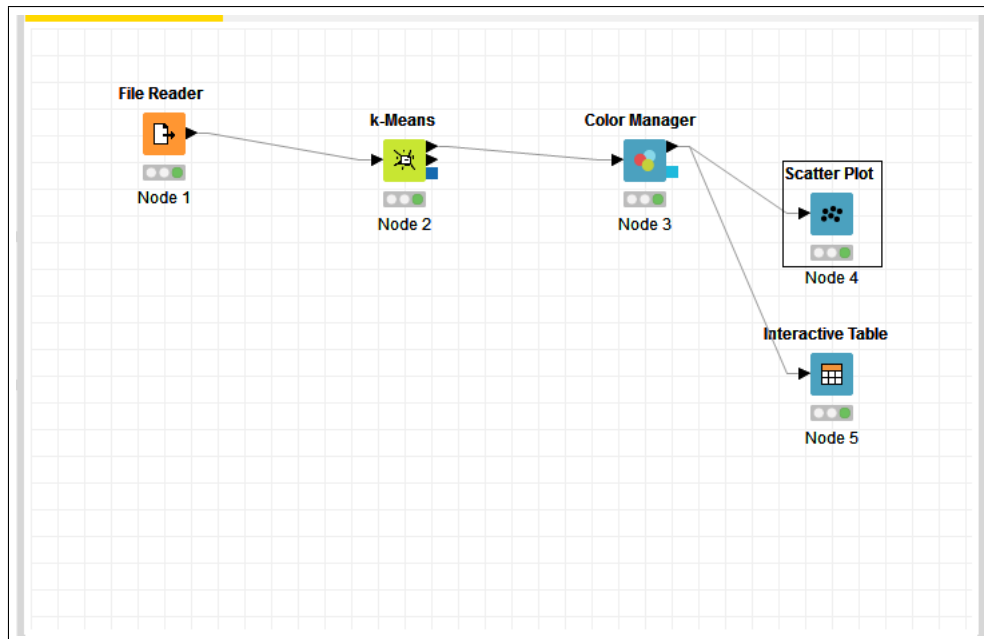 File Reader
Node 1
k-Means
Node 2
Color Manager
Node 3
Scatter Plot
Node 4
Interactive Table
Node 5